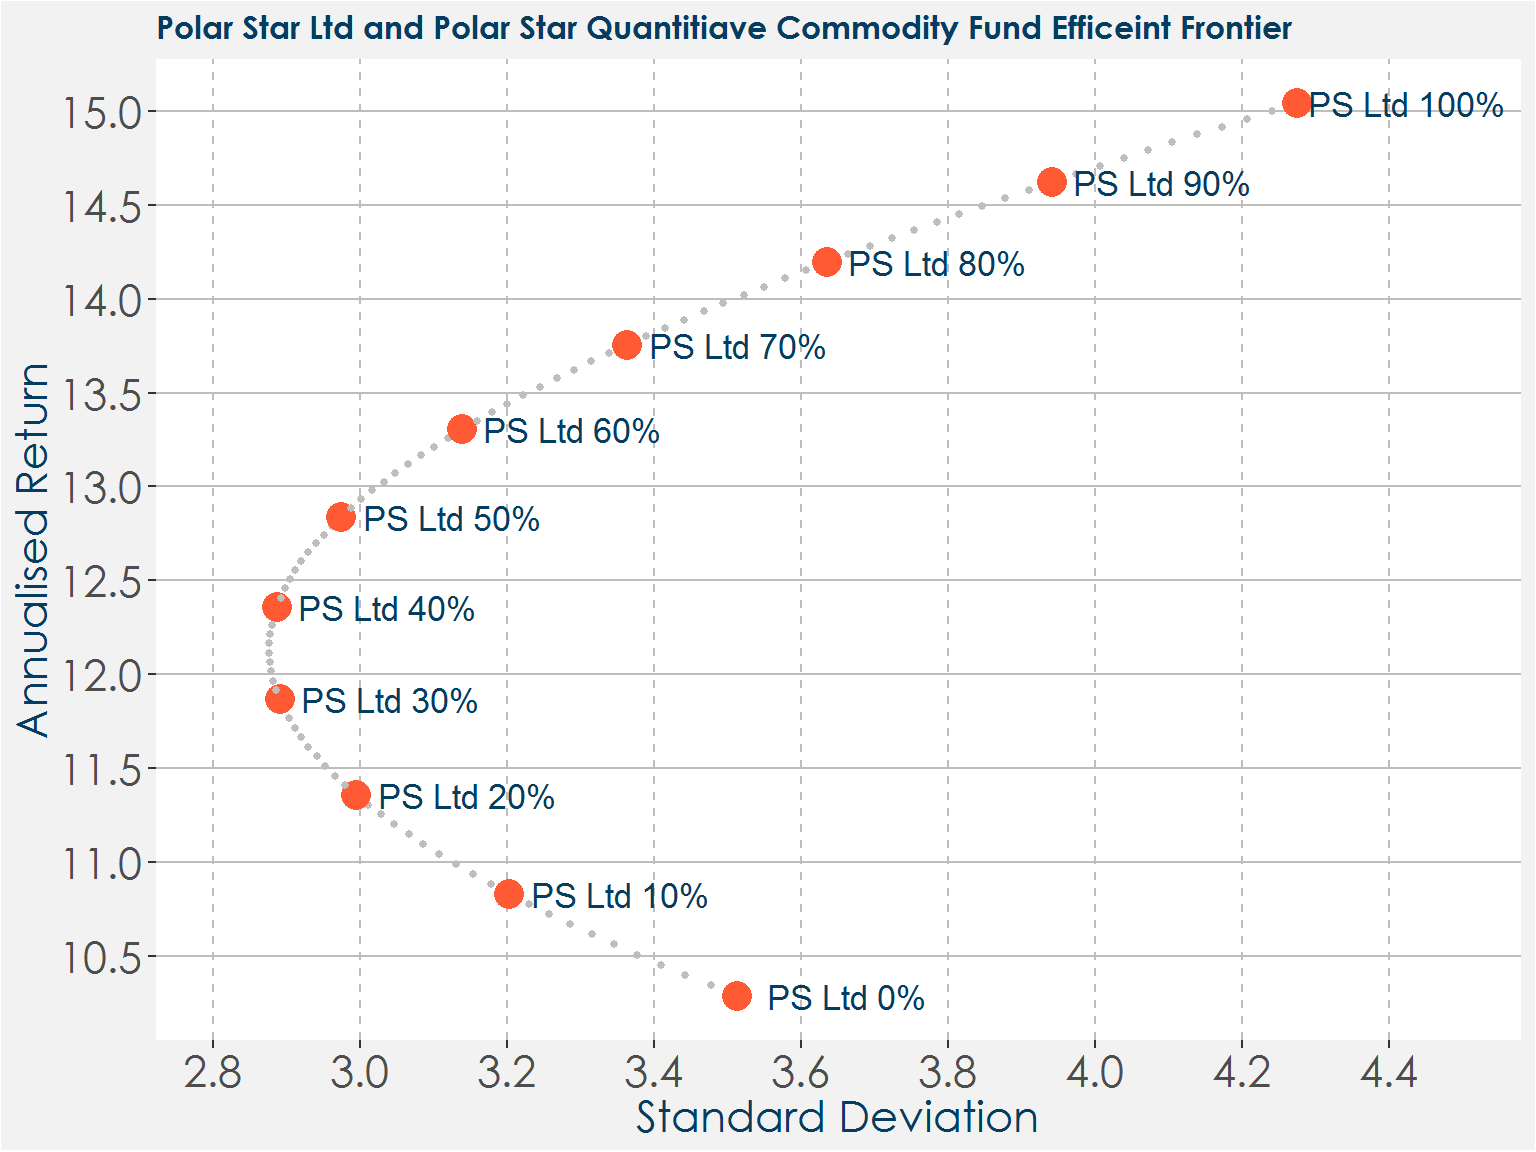 Polar Star Ltd and Polar Star Quantitiave Commodity Fund Efficeint Frontier
15.0
PS Ltd 100%
PS Ltd 90%
14.5
PS Ltd 80%
14.0
PS Ltd 70%
13.5
PS Ltd 60%
13.0
PS Ltd 50%
12.5
PS Ltd 40%
12.0
PS Ltd 30%
11.5
PS Ltd 20%
11.0
PS Ltd 10%
10.5
PS Ltd 0%
Annualised Return
2.8 3.0 3.2 3.4 3.6 3.8 4.0 4.2 4.4
Standard Deviation